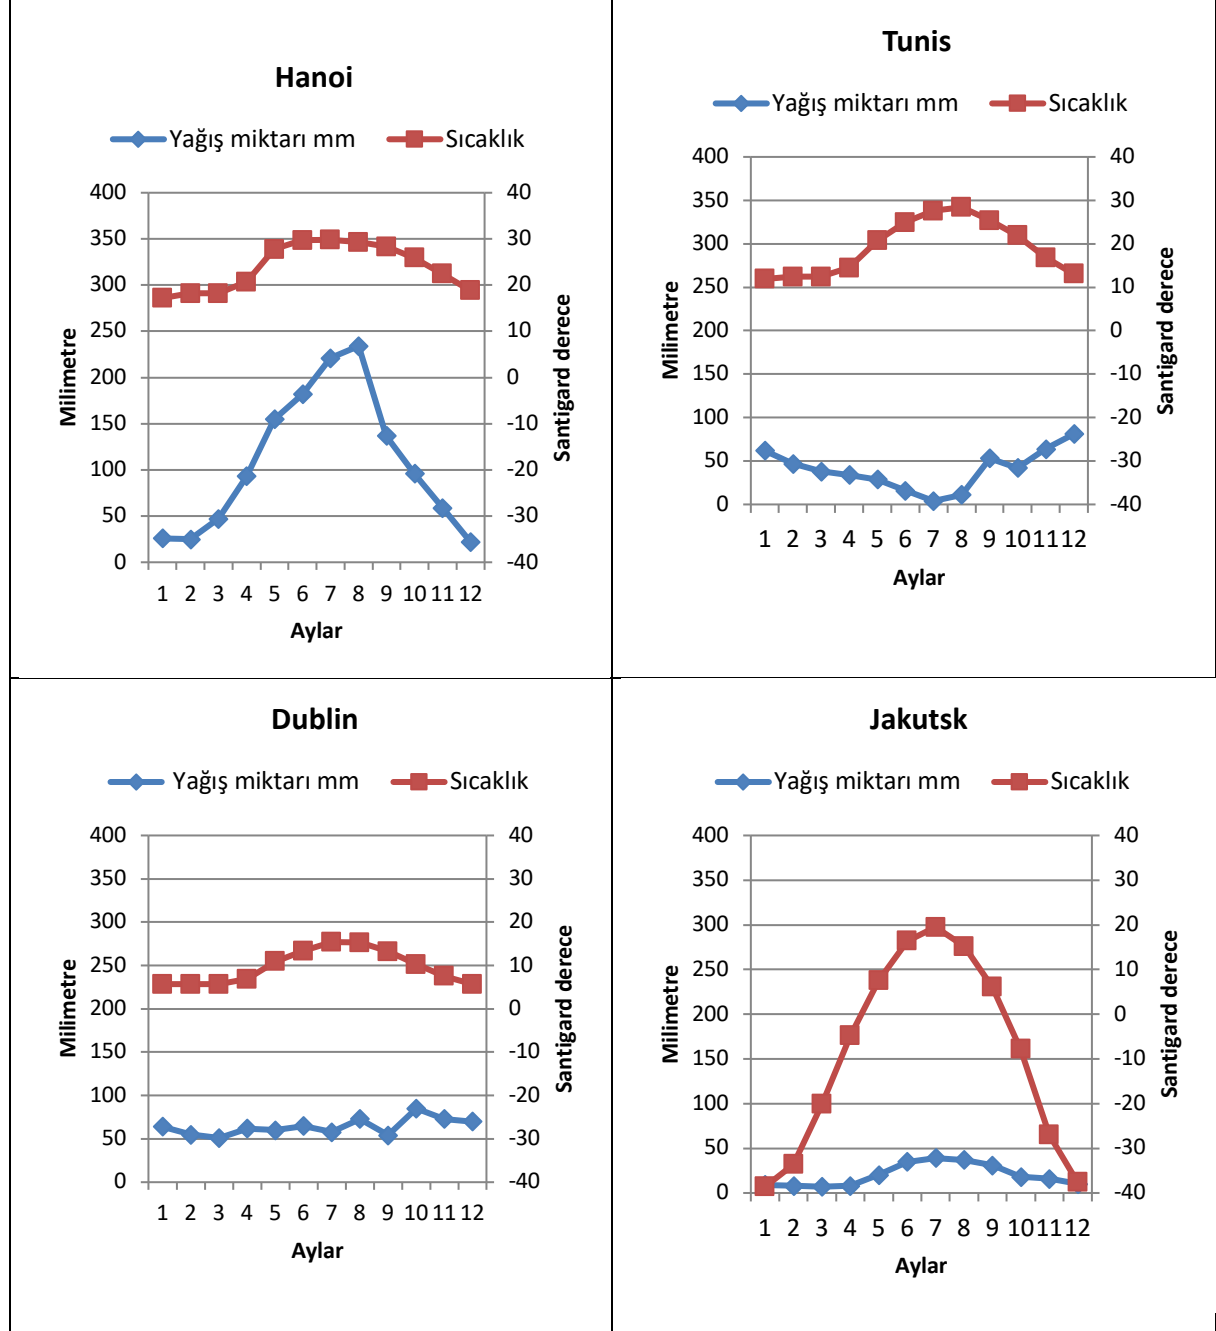 Hanoi
Yağış miktarı mm Sıcaklık
400 40
350 30
300 20
250 10
200 0
150 -10
100 -20
50 -30
0 -40
Milimetre
Santigard derece
1 2 3 4 5 6 7 8 9 10 11 12
Aylar
Tunis
Yağış miktarı mm Sıcaklık
400 40
350 30
300 20
250 10
200 0
150 -10
100 -20
50 -30
0 -40
Milimetre
Santigard derece
1 2 3 4 5 6 7 8 9 10 11 12
Aylar
Dublin
Yağış miktarı mm Sıcaklık
400 40
350 30
300 20
250 10
200 0
150 -10
100 -20
50 -30
0 -40
Milimetre
Santigard derece
1 2 3 4 5 6 7 8 9 10 11 12
Aylar
Jakutsk
Yağış miktarı mm Sıcaklık
400 40
350 30
300 20
250 10
200 0
150 -10
100 -20
50 -30
0 -40
Milimetre
Santigard derece
1 2 3 4 5 6 7 8 9 10 11 12
Aylar